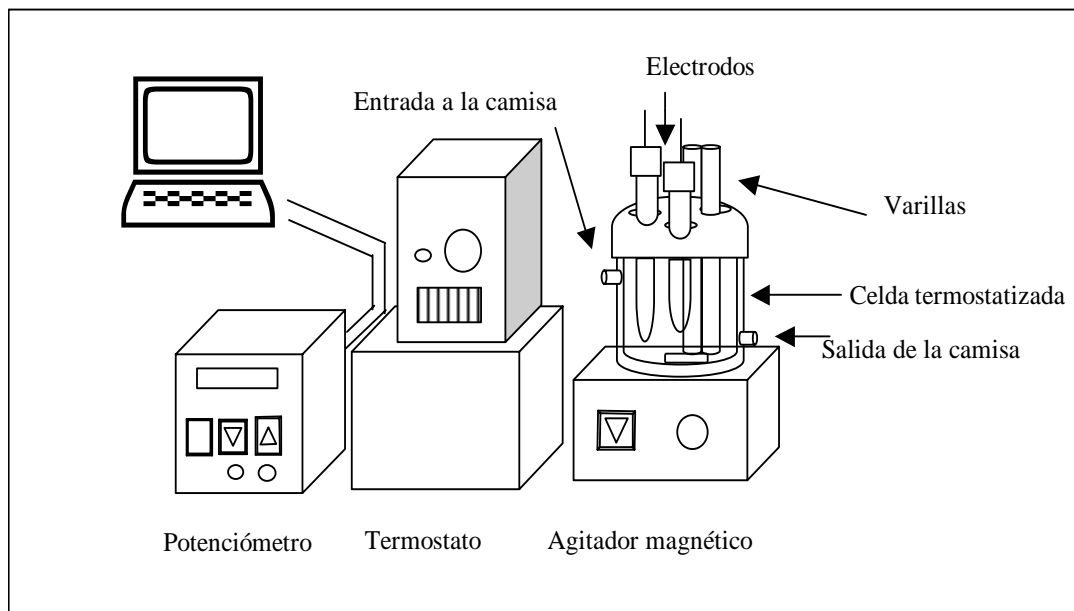 Electrodos
Entrada a la camisa
Varillas
Celda termostatizada
Salida de la camisa
Potenciómetro
Termostato
Agitador magnético